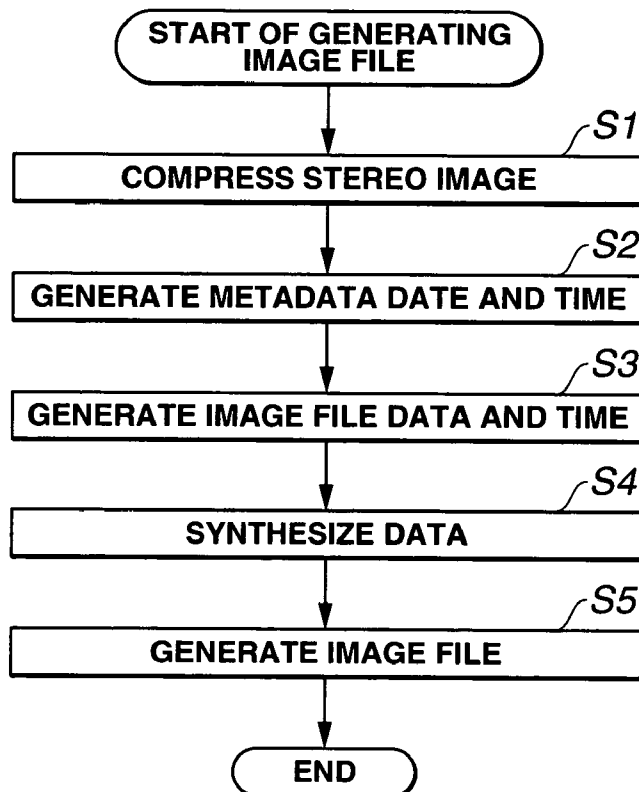 START OF GENERATING
IMAGE FILE
S1
COMPRESS STEREO IMAGE
S2
GENERATE METADATA DATE AND TIME
S3
GENERATE IMAGE FILE DATA AND TIME
S4
SYNTHESIZE DATA
S5
GENERATE IMAGE FILE
END